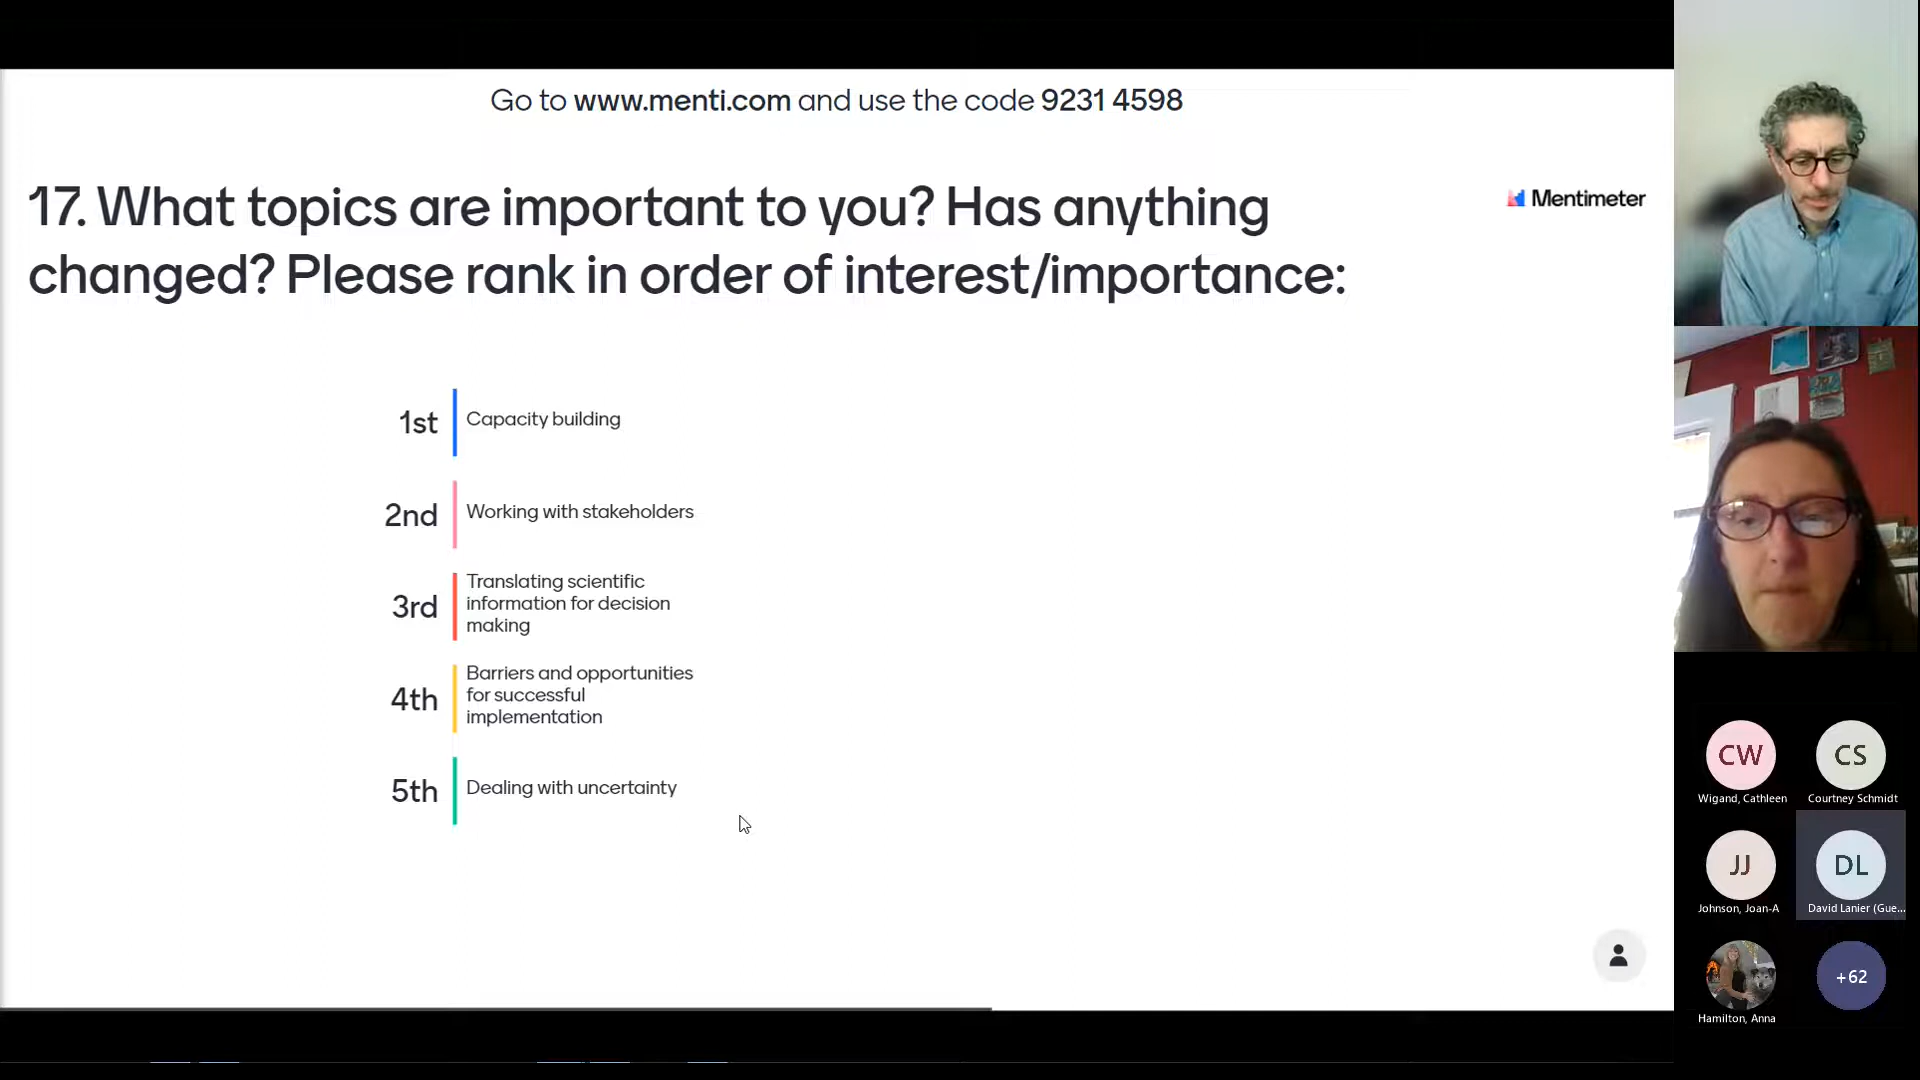 Go to www.menti.com and use the code 9231 4598
17. What topics are important to you? Has anything
changed? Please rank in order of interest/importance:
Mentimeter
1st
Capacity building
2nd
Working with stakeholders
3rd
Translating scientific
information for decision
making
4th
Barriers and opportunities
for successful
implementation
5th
Dealing with uncertainty
CW
CS
Wigand, Cathleen
Courtney Schmidt
JJ
DL
Johnson, Joan-A
David Lanier (Gue...
+62
Hamilton, Anna